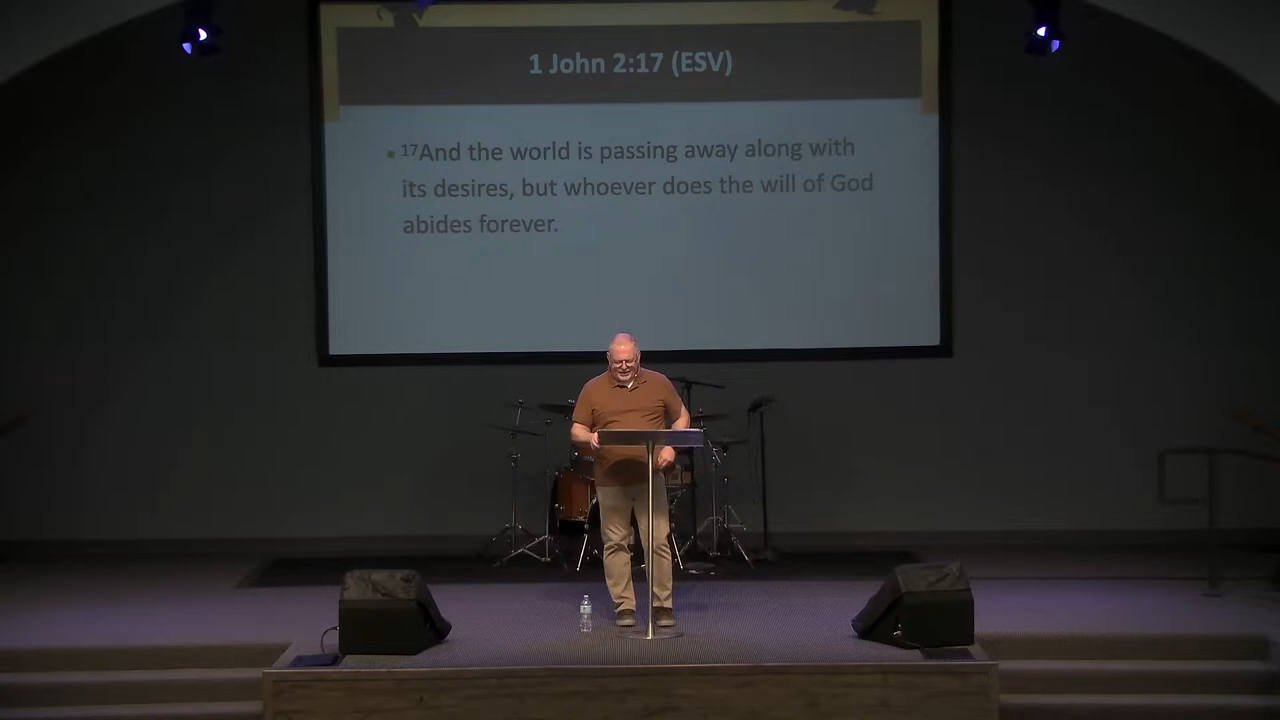 1 John 2:17 (ESV)
▪ ¹⁷And the world is passing away along with
its desires, but whoever does the will of God
abides forever.